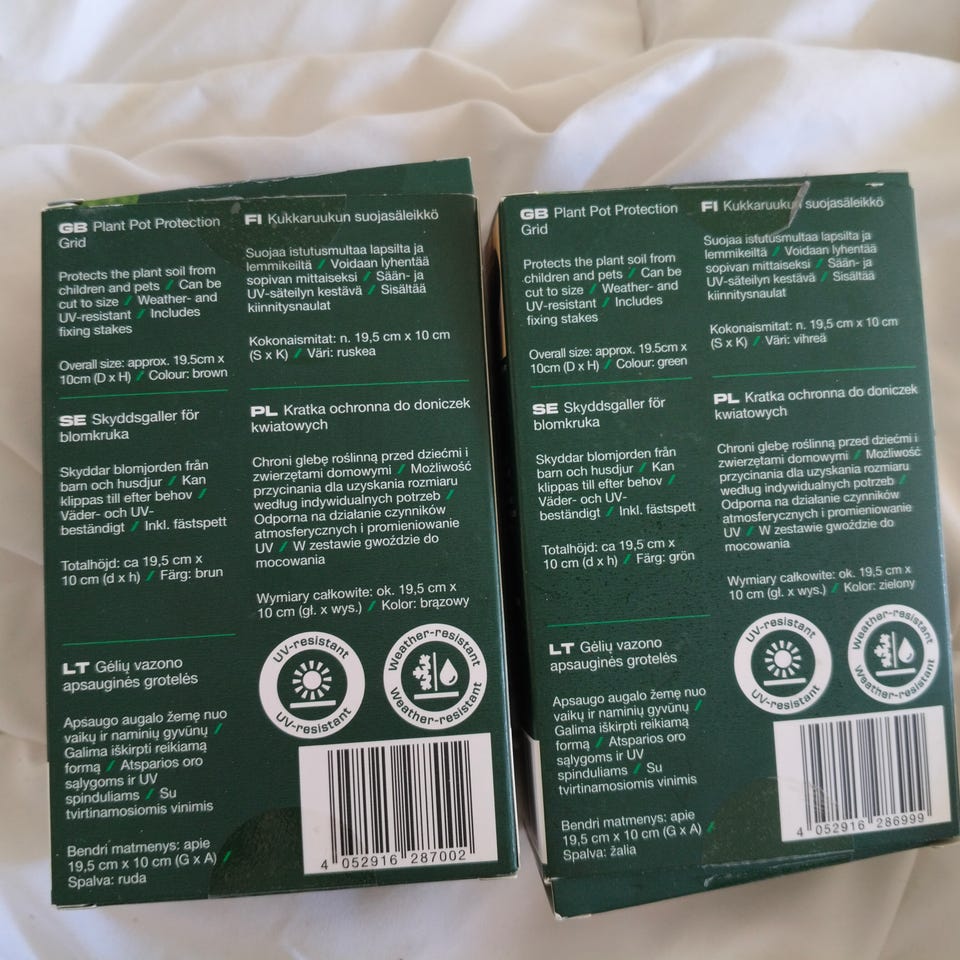 GB Plant Pot Protection
Grid
Protects the plant soil from
children and pets / Can be
cut to size / Weather- and
UV-resistant / Includes
fixing stakes
Overall size: approx. 19.5cm x
10cm (D x H) / Colour: brown
FI Kukkaruukun suojasäleikkö
Suojaa istutusmultaa lapsilta ja
lemmikeiltä / Voidaan lyhentää
sopivan mittaiseksi / Sään- ja
UV-säteilyn kestävä / Sisältää
kiinnitysnaulat
Kokonaismitat: n. 19,5 cm x 10 cm
(S x K) / Väri: ruskea
SE Skyddsgaller för
blomkruka
Skyddar blomjorden från
barn och husdjur / Kan
klippas till efter behov /
Väder- och UV-
beständigt / Inkl. fästspett
Totalhöjd: ca 19,5 cm x
10 cm (d x h) / Färg: brun
PL Kratka ochronna do doniczek
kwiatowych
Chroni glebę roślinną przed dziećmi i
zwierzętami domowymi / Możliwość
przycinania dla uzyskania rozmiaru
według indywidualnych potrzeb /
Odporna na działanie czynników
atmosferycznych i promieniowanie
UV / W zestawie gwoździe do
mocowania
Wymiary całkowite: ok. 19,5 cm x
10 cm (gł. x wys.) / Kolor: brązowy
LT Gėlių vazono
apsauginės grotelės
Apsaugo augalo žemę nuo
vaikų ir naminių gyvūnų /
Galima iškirpti reikiamą
formą / Atsparios oro
sąlygoms ir UV
spinduliams / Su
tvirtinamosiomis vinimis
Bendri matmenys: apie
19,5 cm x 10 cm (G x A) /
Spalva: ruda
UV-resistant
UV-resistant
Weather-resistant
Weather-resistant
4 052916 287002
GB Plant Pot Protection
Grid
Protects the plant soil from
children and pets / Can be
cut to size / Weather- and
UV-resistant / Includes
fixing stakes
Overall size: approx. 19.5cm x
10cm (D x H) / Colour: green
FI Kukkaruukun suojasäleikkö
Suojaa istutusmultaa lapsilta ja
lemmikeiltä / Voidaan lyhentää
sopivan mittaiseksi / Sään- ja
UV-säteilyn kestävä / Sisältää
kiinnitysnaulat
Kokonaismitat: n. 19,5 cm x 10 cm
(S x K) / Väri: vihreä
SE Skyddsgaller för
blomkruka
Skyddar blomjorden från
barn och husdjur / Kan
klippas till efter behov /
Väder- och UV-
beständigt / Inkl. fästspett
Totalhöjd: ca 19,5 cm x
10 cm (d x h) / Färg: grön
PL Kratka ochronna do doniczek
kwiatowych
Chroni glebę roślinną przed dziećmi i
zwierzętami domowymi / Możliwość
przycinania dla uzyskania rozmiaru
według indywidualnych potrzeb /
Odporna na działanie czynników
atmosferycznych i promieniowanie
UV / W zestawie gwoździe do
mocowania
Wymiary całkowite: ok. 19,5 cm x
10 cm (gł. x wys.) / Kolor: zielony
LT Gėlių vazono
apsauginės grotelės
Apsaugo augalo žemę nuo
vaikų ir naminių gyvūnų /
Galima iškirpti reikiamą
formą / Atsparios oro
sąlygoms ir UV
spinduliams / Su
tvirtinamosiomis vinimis
Bendri matmenys: apie
19,5 cm x 10 cm (G x A) /
Spalva: žalia
UV-resistant
UV-resistant
Weather-resistant
Weather-resistant
4 052916 286999